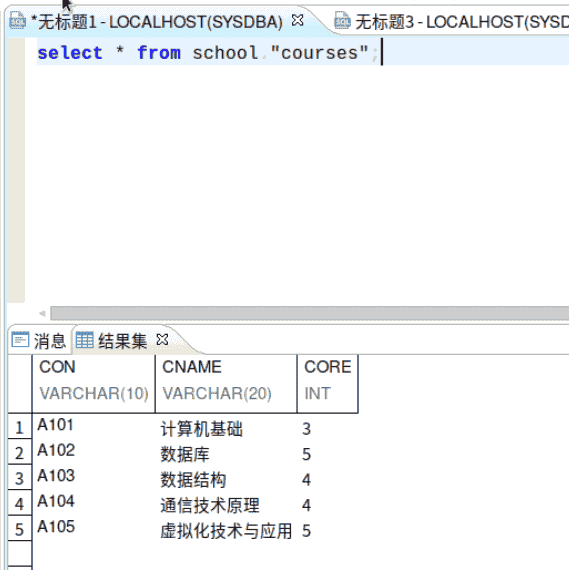 *无标题1 - LOCALHOST(SYSDBA) 无标题3 - LOCALHOST(SYSD
select * from school."courses";
消息 结果集
CON CNAME CORE
VARCHAR(10) VARCHAR(20) INT
1 A101 计算机基础 3
2 A102 数据库 5
3 A103 数据结构 4
4 A104 通信技术原理 4
5 A105 虚拟化技术与应用 5